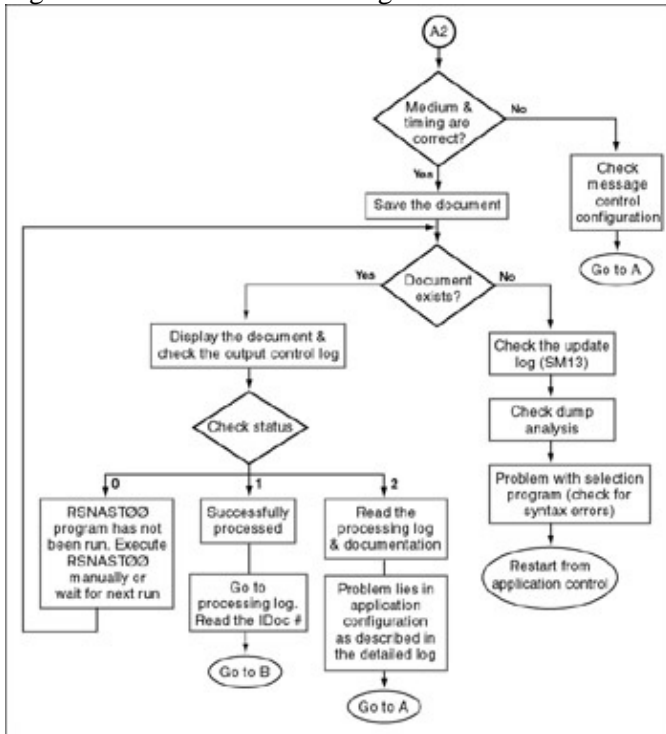 A2
Medium &
timing are
correct?
No
Yes
Check
message
control
configuration
Save the document
Go to A
Yes
Document
exists?
No
Display the document &
check the output control log
Check the update
log (SM13)
Check status
Check dump
analysis
0
1
2
RSNASTØØ
program has not
been run. Execute
RSNASTØØ
manually or
wait for next run
Successfully
processed
Read the
processing log
& documentation
Problem with selection
program (check for
syntax errors)
Restart from
application control
Go to
processing log.
Read the IDoc #
Problem lies in
application
configuration
as described in
the detailed log
Go to B
Go to A